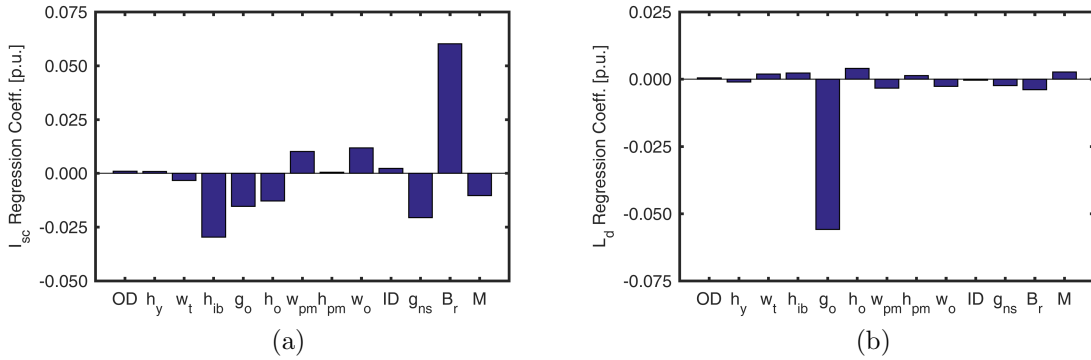 0.075
0.050
0.025
0.000
-0.025
-0.050
I_sc Regression Coeff. [p.u.]
OD h_y w_t h_ib g_o h_o w_pm h_pm w_o ID g_ns B_r M
(a)
0.025
0.000
-0.025
-0.050
-0.075
L_d Regression Coeff. [p.u.]
OD h_y w_t h_ib g_o h_o w_pm h_pm w_o ID g_ns B_r M
(b)